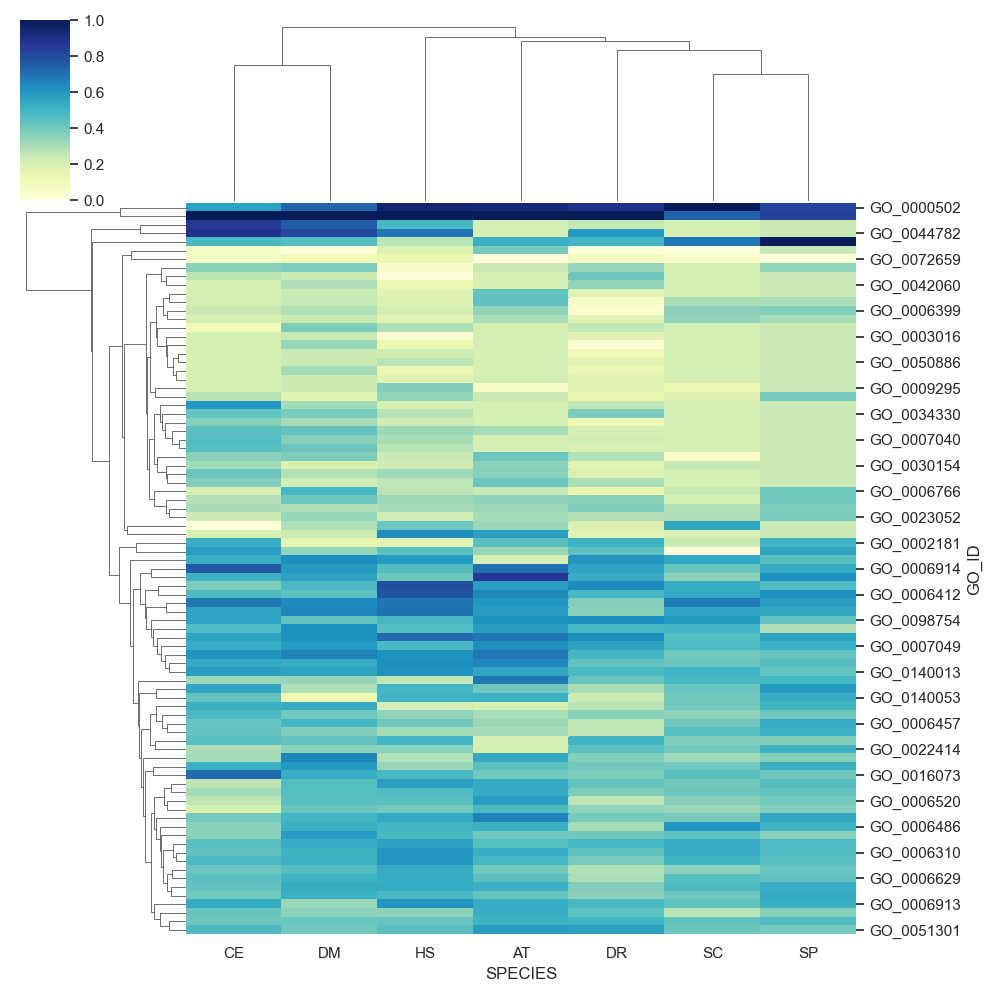 1.0
0.8
0.6
0.4
0.2
0.0
GO_0000502
GO_0044782
GO_0072659
GO_0042060
GO_0006399
GO_0003016
GO_0050886
GO_0009295
GO_0034330
GO_0007040
GO_0030154
GO_0006766
GO_0023052
GO_0002181
GO_0006914
GO_0006412
GO_0098754
GO_0007049
GO_0140013
GO_0140053
GO_0006457
GO_0022414
GO_0016073
GO_0006520
GO_0006486
GO_0006310
GO_0006629
GO_0006913
GO_0051301
GO_ID
CE DM HS AT DR SC SP
SPECIES